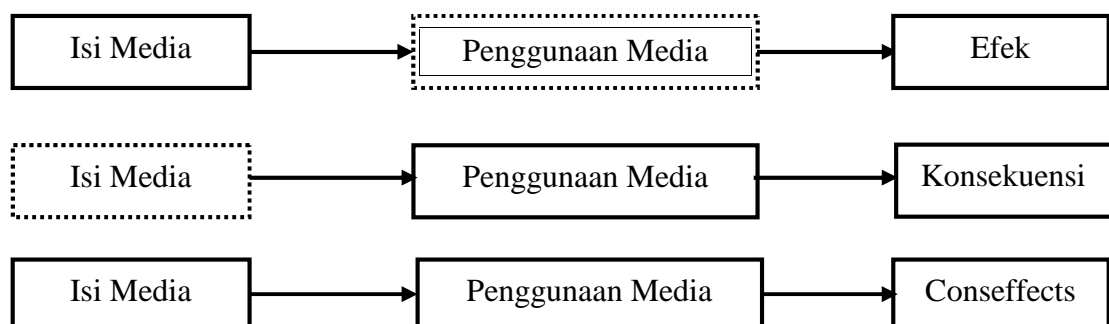 Isi Media
Penggunaan Media
Efek
Isi Media
Penggunaan Media
Konsekuensi
Isi Media
Penggunaan Media
Conseffects